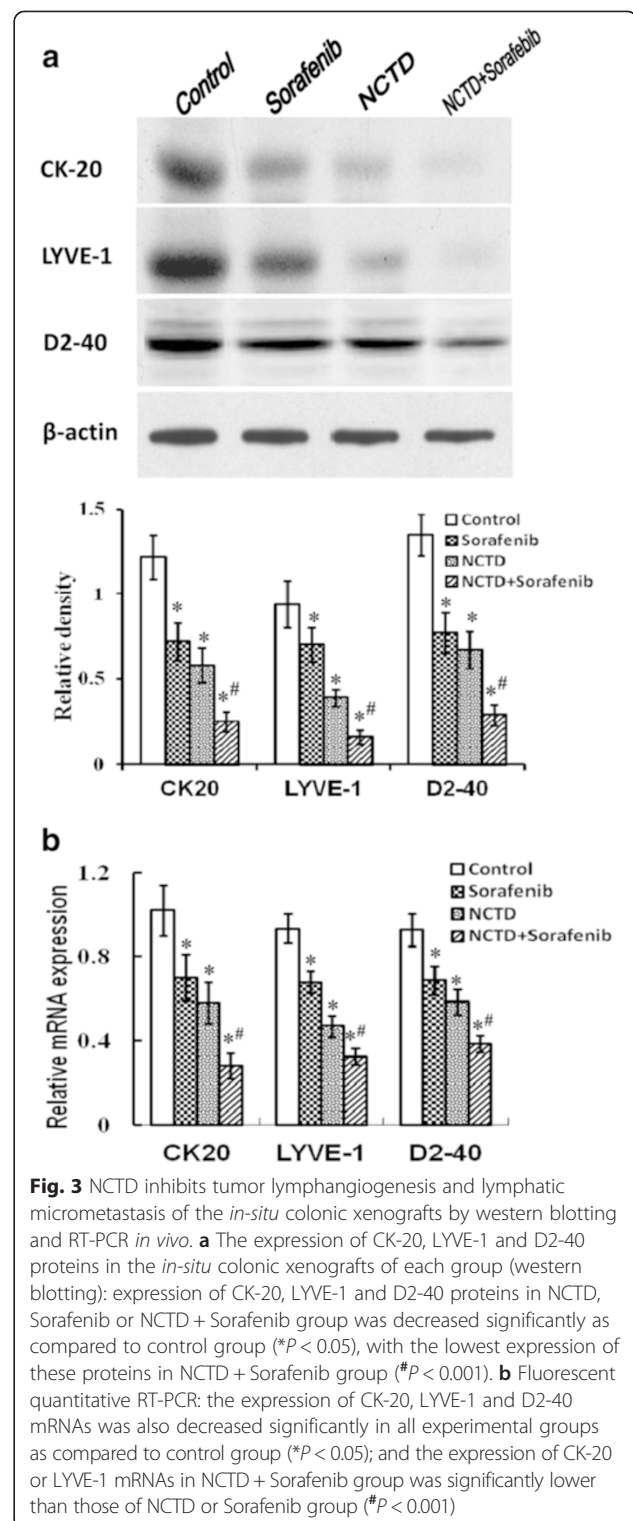 a
Control Sorafenib NCTD NCTD+Sorafebib
CK-20
LYVE-1
D2-40
β-actin
1.5
1
0.5
0
Relative density
Control
Sorafenib
NCTD
NCTD+Sorafenib
* * *#
* * *#
* * *#
CK20 LYVE-1 D2-40
b
1.2
0.8
0.4
0
Relative mRNA expression
Control
Sorafenib
NCTD
NCTD+Sorafenib
* * *#
* * *#
* * *#
CK20 LYVE-1 D2-40
Fig. 3 NCTD inhibits tumor lymphangiogenesis and lymphatic
micrometastasis of the in-situ colonic xenografts by western blotting
and RT-PCR in vivo. a The expression of CK-20, LYVE-1 and D2-40
proteins in the in-situ colonic xenografts of each group (western
blotting): expression of CK-20, LYVE-1 and D2-40 proteins in NCTD,
Sorafenib or NCTD + Sorafenib group was decreased significantly as
compared to control group (*P < 0.05), with the lowest expression of
these proteins in NCTD + Sorafenib group (#P < 0.001). b Fluorescent
quantitative RT-PCR: the expression of CK-20, LYVE-1 and D2-40
mRNAs was also decreased significantly in all experimental groups
as compared to control group (*P < 0.05); and the expression of CK-20
or LYVE-1 mRNAs in NCTD + Sorafenib group was significantly lower
than those of NCTD or Sorafenib group (#P < 0.001)